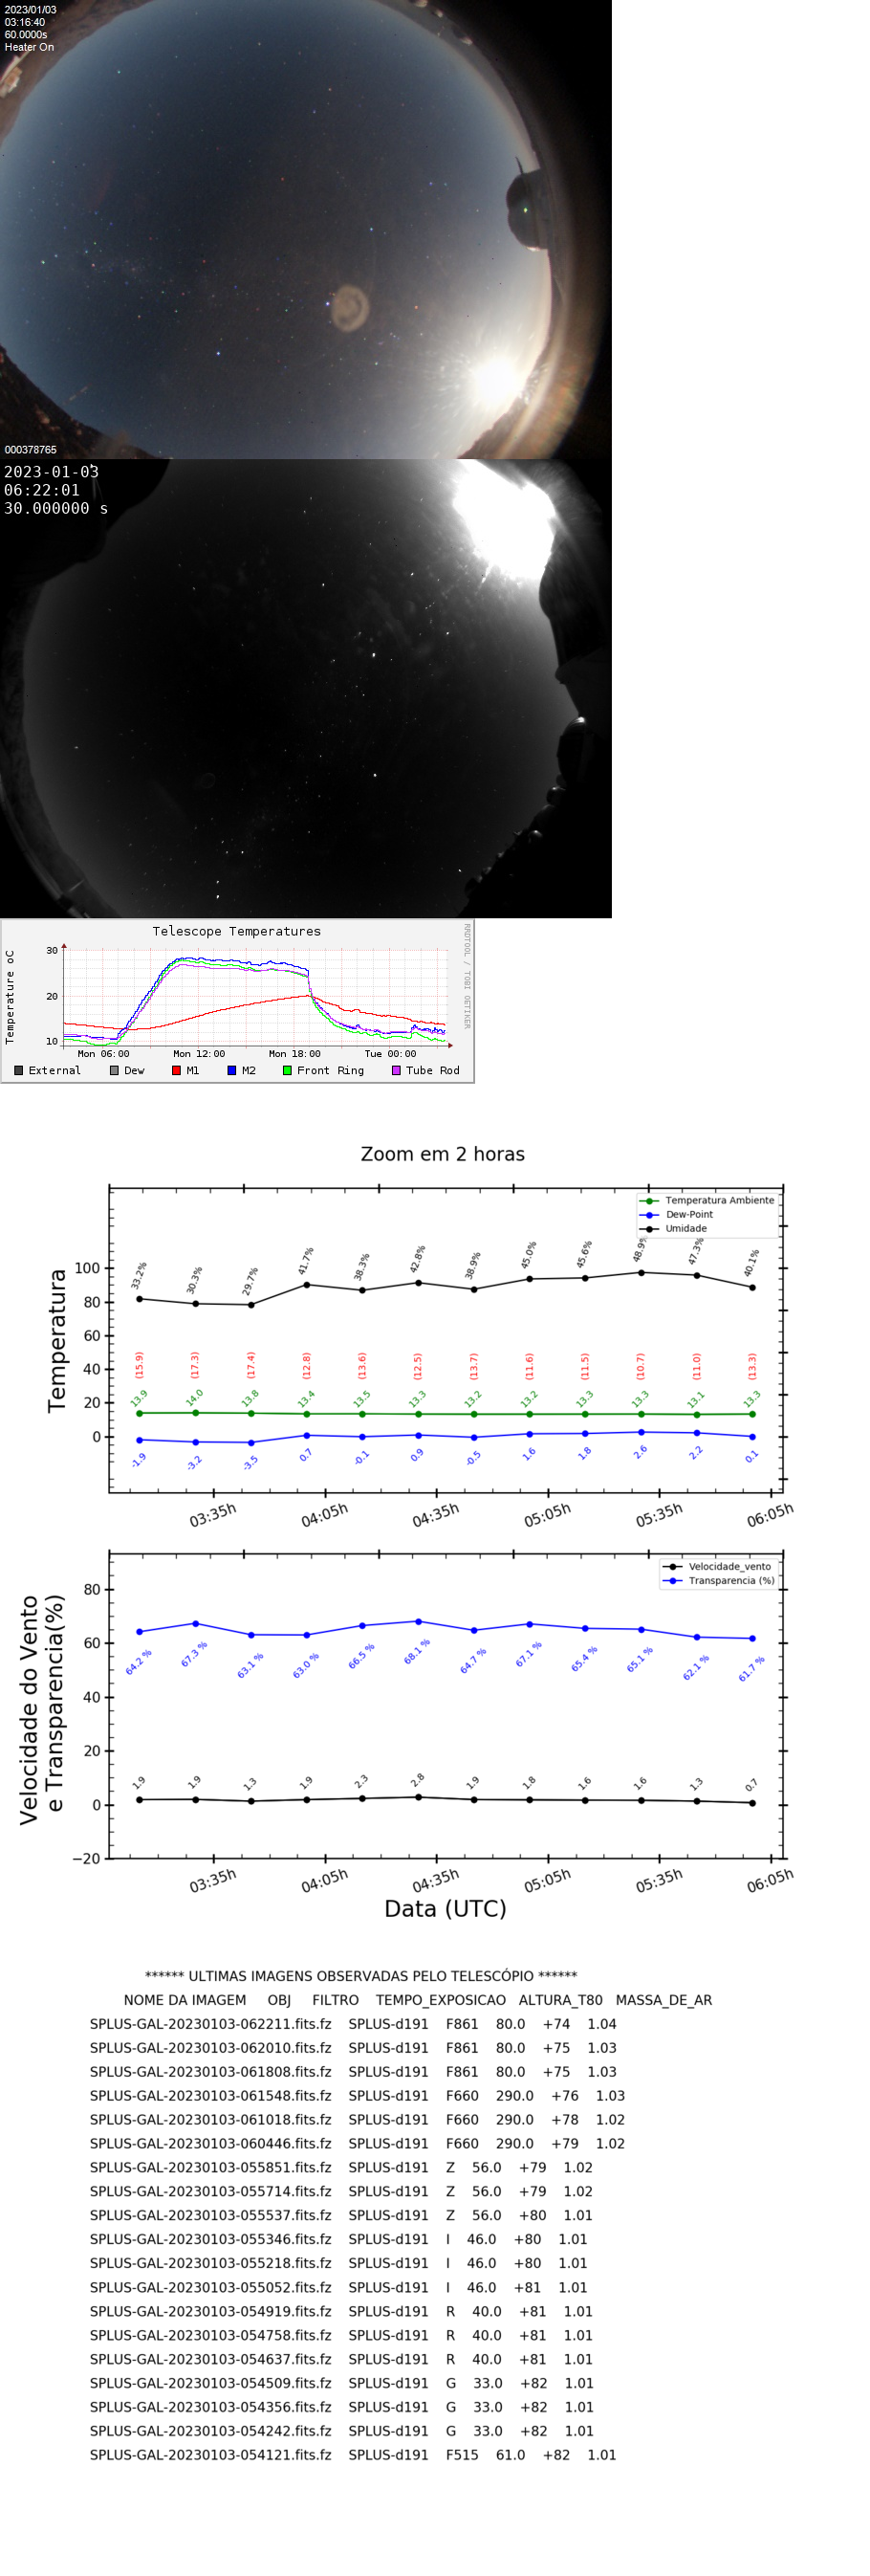 2023/01/03
03:16:40
60.0000s
Heater On
000378765
2023-01-03
06:22:01
30.000000 s
Telescope Temperatures
RRDTOOL / TOBI OETIKER
Temperature oC
30
20
10
Mon 06:00 Mon 12:00 Mon 18:00 Tue 00:00
External Dew M1 M2 Front Ring Tube Rod
Zoom em 2 horas
Temperatura Ambiente
Dew-Point
Umidade
Temperatura
100
80
60
40
20
0
33.2% 30.3% 29.7% 41.7% 38.3% 42.8% 38.9% 45.0% 45.6% 48.9% 47.3% 40.1%
(15.9) (17.3) (17.4) (12.8) (13.6) (12.5) (13.7) (11.6) (11.5) (10.7) (11.0) (13.3)
13.9 14.0 13.8 13.4 13.5 13.3 13.2 13.2 13.3 13.3 13.1 13.3
-1.9 -3.2 -3.5 0.7 -0.1 0.9 -0.5 1.6 1.8 2.6 2.2 0.1
03:35h 04:05h 04:35h 05:05h 05:35h 06:05h
Velocidade_vento
Transparencia (%)
Velocidade do Vento
e Transparencia(%)
80
60
40
20
0
−20
64.2 % 67.3 % 63.1 % 63.0 % 66.5 % 68.1 % 64.7 % 67.1 % 65.4 % 65.1 % 62.1 % 61.7 %
1.9 1.9 1.3 1.9 2.3 2.8 1.9 1.8 1.6 1.6 1.3 0.7
03:35h 04:05h 04:35h 05:05h 05:35h 06:05h
Data (UTC)
****** ULTIMAS IMAGENS OBSERVADAS PELO TELESCÓPIO ******
NOME DA IMAGEM OBJ FILTRO TEMPO_EXPOSICAO ALTURA_T80 MASSA_DE_AR
SPLUS-GAL-20230103-062211.fits.fz SPLUS-d191 F861 80.0 +74 1.04
SPLUS-GAL-20230103-062010.fits.fz SPLUS-d191 F861 80.0 +75 1.03
SPLUS-GAL-20230103-061808.fits.fz SPLUS-d191 F861 80.0 +75 1.03
SPLUS-GAL-20230103-061548.fits.fz SPLUS-d191 F660 290.0 +76 1.03
SPLUS-GAL-20230103-061018.fits.fz SPLUS-d191 F660 290.0 +78 1.02
SPLUS-GAL-20230103-060446.fits.fz SPLUS-d191 F660 290.0 +79 1.02
SPLUS-GAL-20230103-055851.fits.fz SPLUS-d191 Z 56.0 +79 1.02
SPLUS-GAL-20230103-055714.fits.fz SPLUS-d191 Z 56.0 +79 1.02
SPLUS-GAL-20230103-055537.fits.fz SPLUS-d191 Z 56.0 +80 1.01
SPLUS-GAL-20230103-055346.fits.fz SPLUS-d191 I 46.0 +80 1.01
SPLUS-GAL-20230103-055218.fits.fz SPLUS-d191 I 46.0 +80 1.01
SPLUS-GAL-20230103-055052.fits.fz SPLUS-d191 I 46.0 +81 1.01
SPLUS-GAL-20230103-054919.fits.fz SPLUS-d191 R 40.0 +81 1.01
SPLUS-GAL-20230103-054758.fits.fz SPLUS-d191 R 40.0 +81 1.01
SPLUS-GAL-20230103-054637.fits.fz SPLUS-d191 R 40.0 +81 1.01
SPLUS-GAL-20230103-054509.fits.fz SPLUS-d191 G 33.0 +82 1.01
SPLUS-GAL-20230103-054356.fits.fz SPLUS-d191 G 33.0 +82 1.01
SPLUS-GAL-20230103-054242.fits.fz SPLUS-d191 G 33.0 +82 1.01
SPLUS-GAL-20230103-054121.fits.fz SPLUS-d191 F515 61.0 +82 1.01